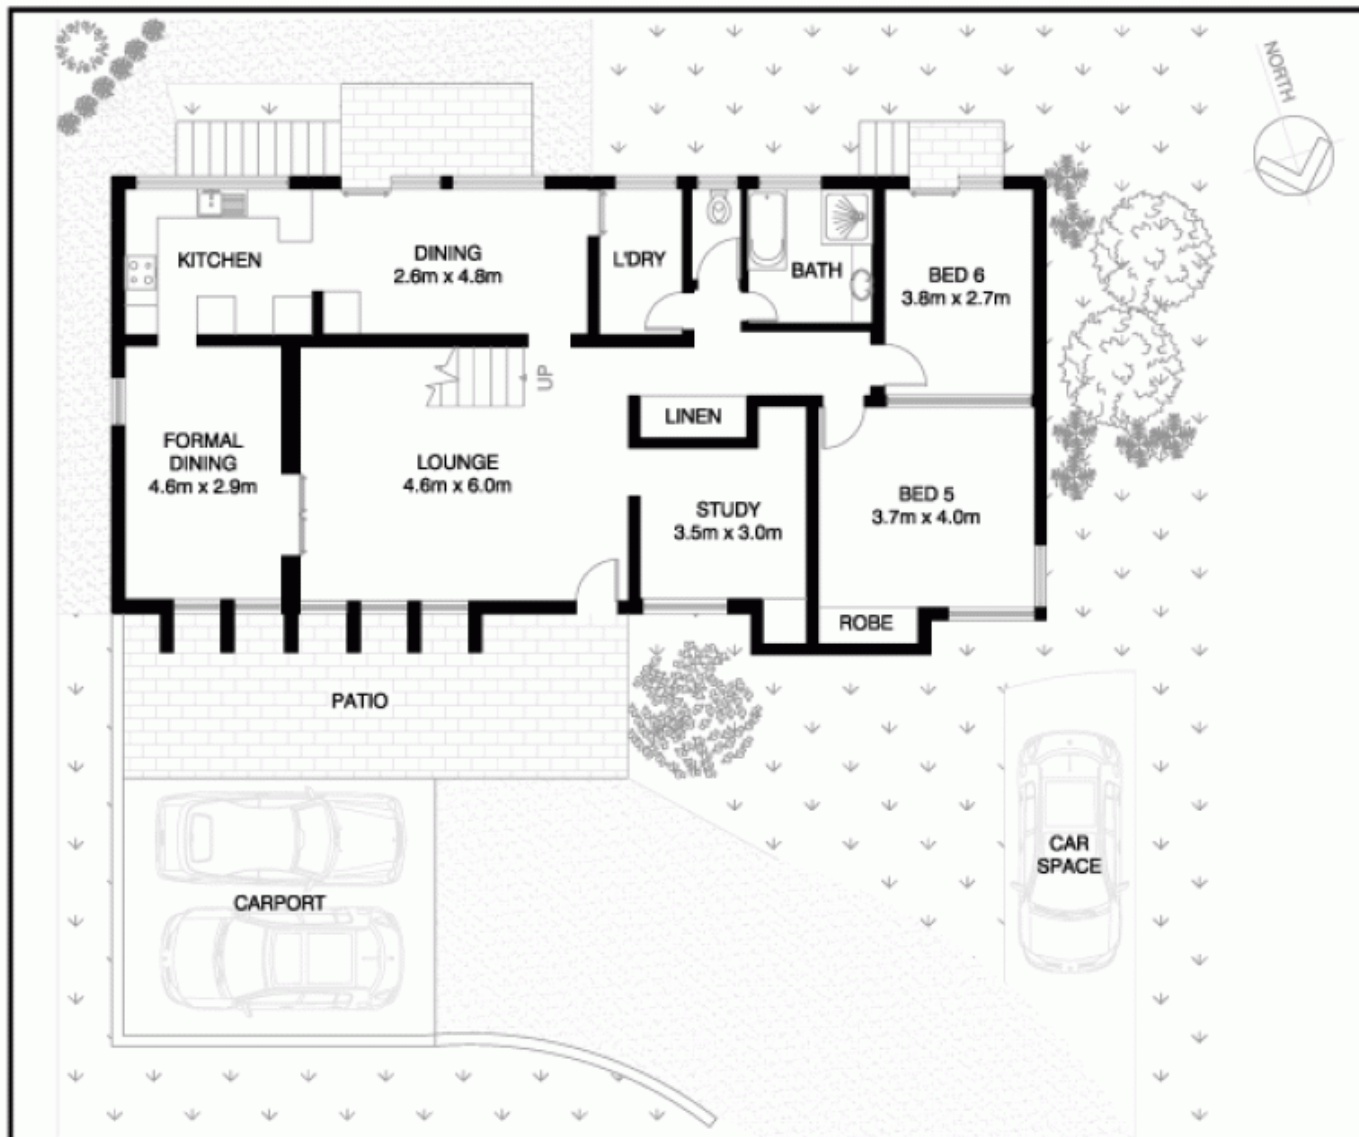 NORTH
KITCHEN
DINING
2.6m x 4.8m
L'DRY
BATH
BED 6
3.8m x 2.7m
UP
LINEN
FORMAL
DINING
4.6m x 2.9m
LOUNGE
4.6m x 6.0m
STUDY
3.5m x 3.0m
BED 5
3.7m x 4.0m
ROBE
PATIO
CAR
SPACE
CARPORT